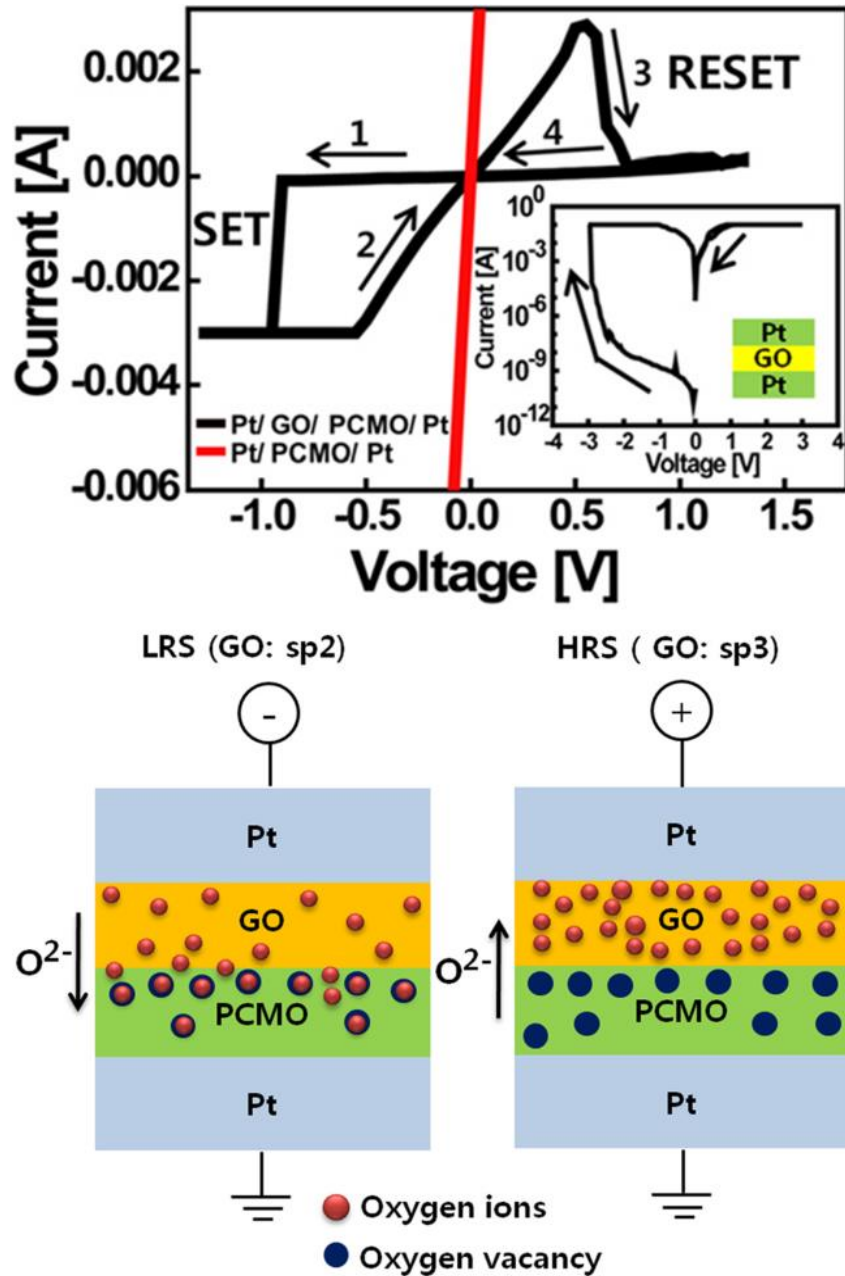 0.002
0.000
-0.002
-0.004
-0.006
Current [A]
1
2
3
4
SET
RESET
Pt/ GO/ PCMO/ Pt
Pt/ PCMO/ Pt
-1.0 -0.5 0.0 0.5 1.0 1.5
Voltage [V]
10^0
10^-3
10^-6
10^-9
10^-12
Current [A]
Pt
GO
Pt
-4 -3 -2 -1 0 1 2 3 4
Voltage [V]
LRS (GO: sp2)
-
Pt
GO
O^2-
PCMO
Pt
HRS ( GO: sp3)
+
Pt
GO
O^2-
PCMO
Pt
Oxygen ions
Oxygen vacancy